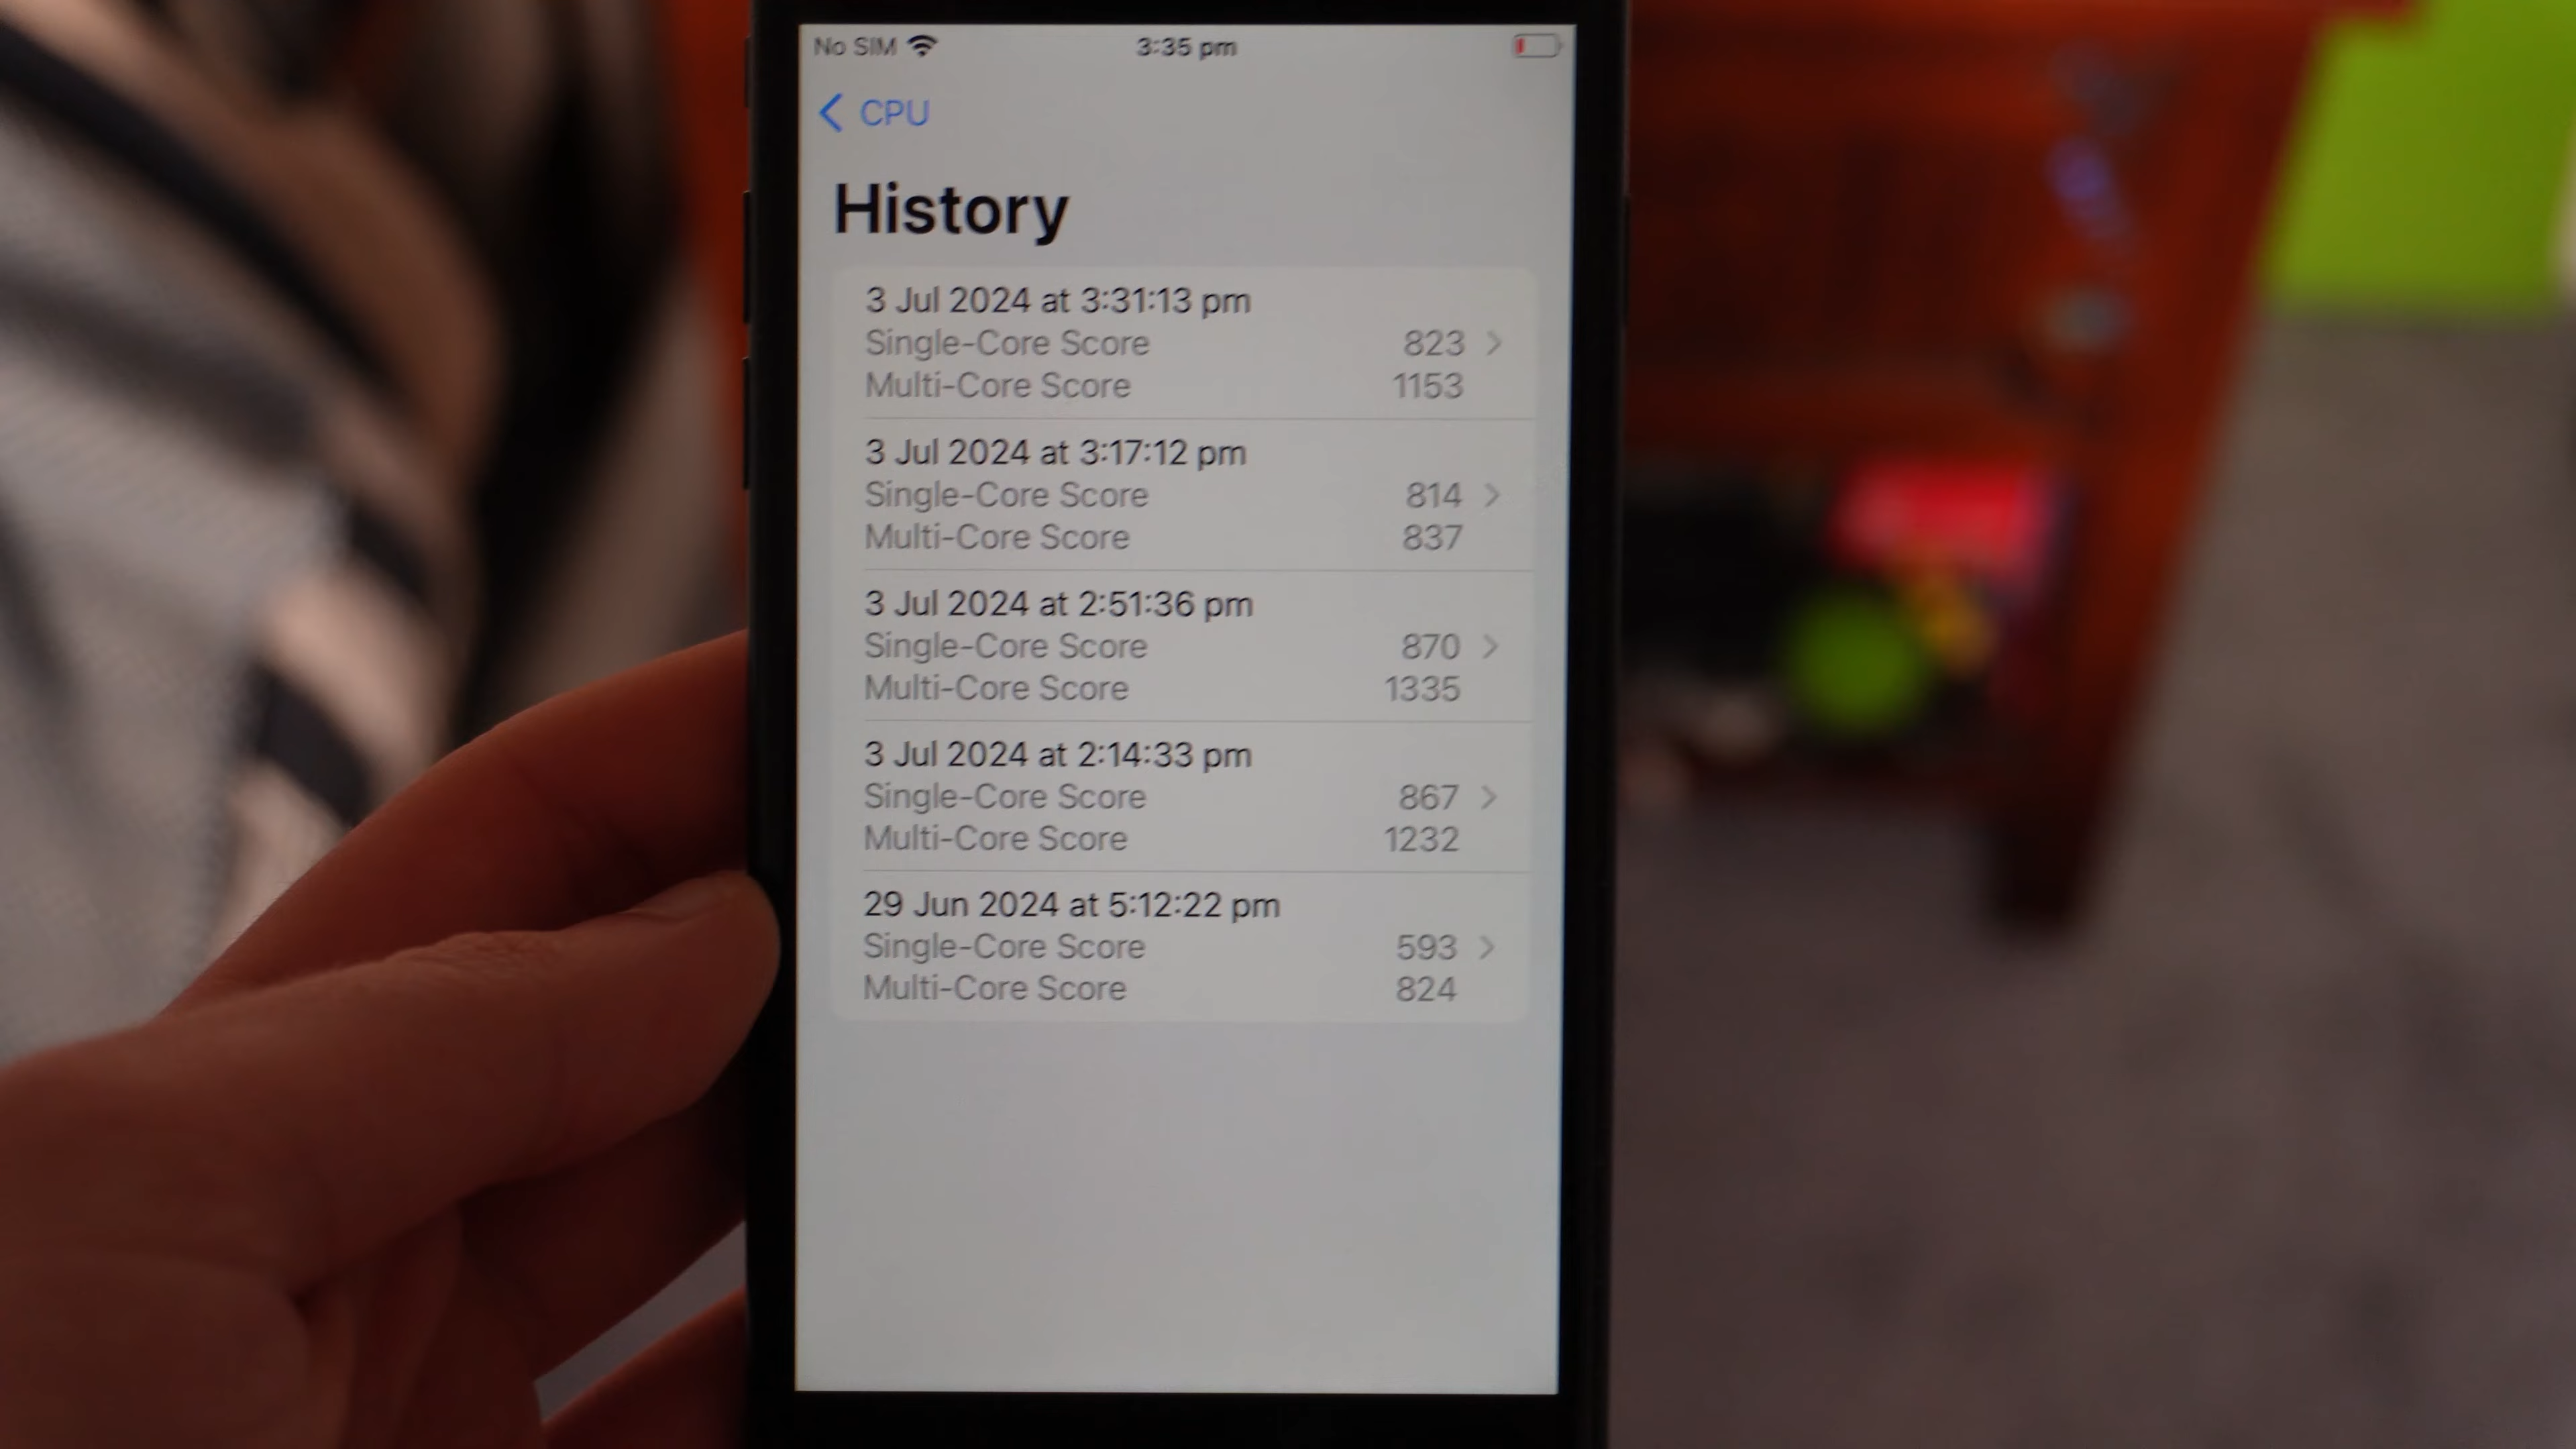 No SIM
3:35 pm
CPU
History
3 Jul 2024 at 3:31:13 pm
Single-Core Score 823
Multi-Core Score 1153
3 Jul 2024 at 3:17:12 pm
Single-Core Score 814
Multi-Core Score 837
3 Jul 2024 at 2:51:36 pm
Single-Core Score 870
Multi-Core Score 1335
3 Jul 2024 at 2:14:33 pm
Single-Core Score 867
Multi-Core Score 1232
29 Jun 2024 at 5:12:22 pm
Single-Core Score 593
Multi-Core Score 824